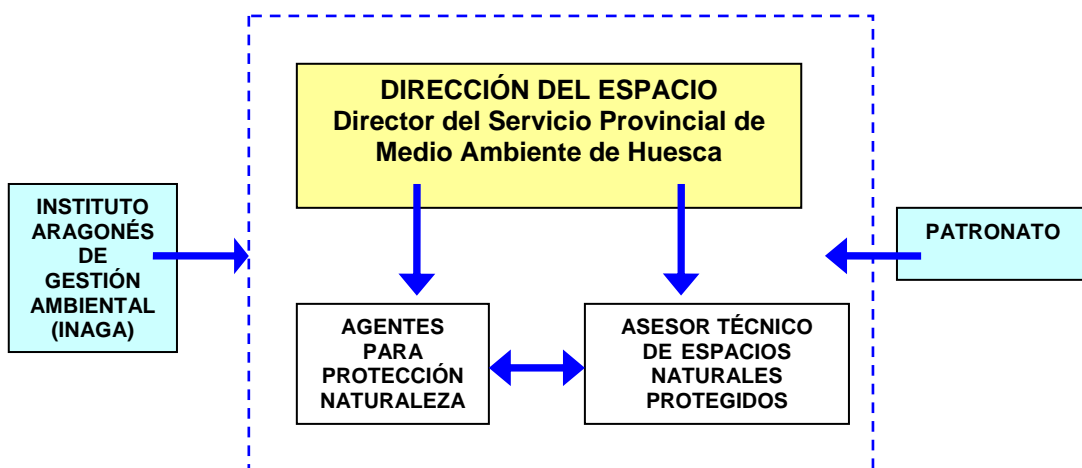 DIRECCIÓN DEL ESPACIO
Director del Servicio Provincial de
Medio Ambiente de Huesca
INSTITUTO
ARAGONÉS
DE
GESTIÓN
AMBIENTAL
(INAGA)
PATRONATO
AGENTES
PARA
PROTECCIÓN
NATURALEZA
ASESOR TÉCNICO
DE ESPACIOS
NATURALES
PROTEGIDOS